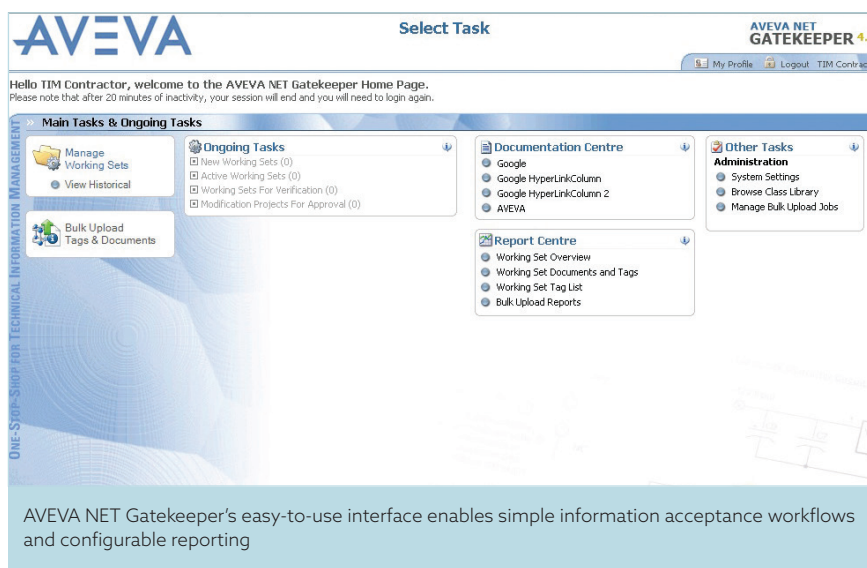 AVEVA
Select Task
AVEVA NET
GATEKEEPER 4.
My Profile Logout TIM Contrac
Hello TIM Contractor, welcome to the AVEVA NET Gatekeeper Home Page.
Please note that after 20 minutes of inactivity, your session will end and you will need to login again.
ONE-STOP-SHOP FOR TECHNICAL INFORMATION MANAGEMENT
Main Tasks & Ongoing Tasks
Manage
Working Sets
View Historical
Bulk Upload
Tags & Documents
Ongoing Tasks
New Working Sets (0)
Active Working Sets (0)
Working Sets For Verification (0)
Modification Projects For Approval (0)
Documentation Centre
Google
Google HyperLinkColumn
Google HyperLinkColumn 2
AVEVA
Report Centre
Working Set Overview
Working Set Documents and Tags
Working Set Tag List
Bulk Upload Reports
Other Tasks
Administration
System Settings
Browse Class Library
Manage Bulk Upload Jobs
AVEVA NET Gatekeeper's easy-to-use interface enables simple information acceptance workflows
and configurable reporting